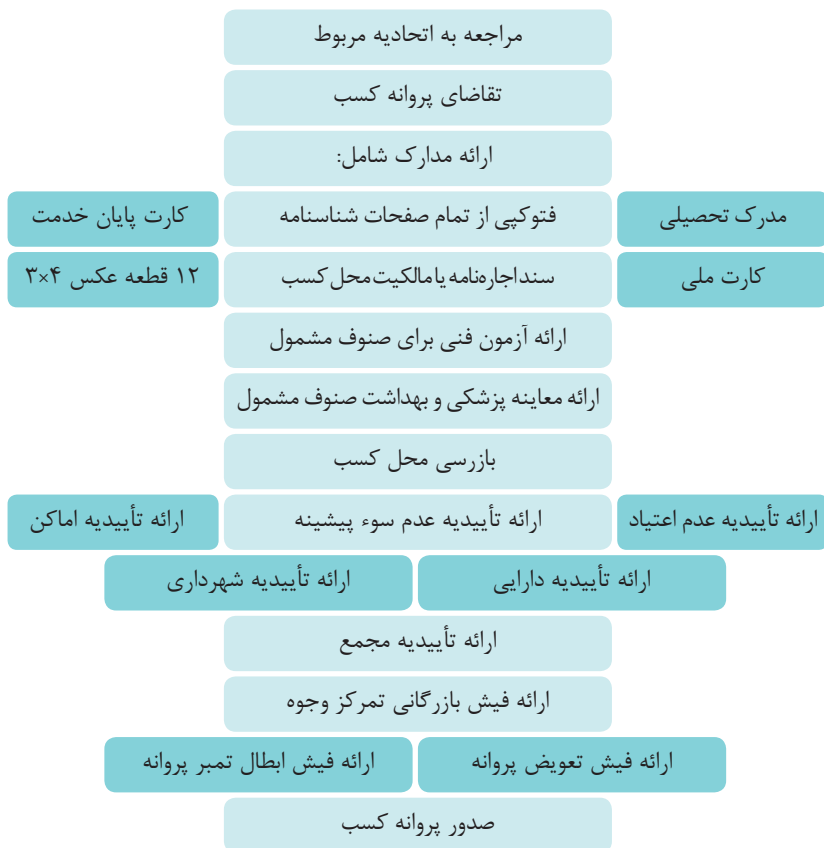 مراجعه به اتحادیه مربوط
تقاضای پروانه کسب
ارائه مدارک شامل:
مدرک تحصیلی
فتوکپی از تمام صفحات شناسنامه
کارت پایان خدمت
کارت ملی
سند اجاره‌نامه یا مالکیت محل کسب
۱۲ قطعه عکس ۴×۳
ارائه آزمون فنی برای صنوف مشمول
ارائه معاینه پزشکی و بهداشت صنوف مشمول
بازرسی محل کسب
ارائه تأییدیه عدم اعتیاد
ارائه تأییدیه عدم سوء پیشینه
ارائه تأییدیه اماکن
ارائه تأییدیه دارایی
ارائه تأییدیه شهرداری
ارائه تأییدیه مجمع
ارائه فیش بازرگانی تمرکز وجوه
ارائه فیش تعویض پروانه
ارائه فیش ابطال تمبر پروانه
صدور پروانه کسب